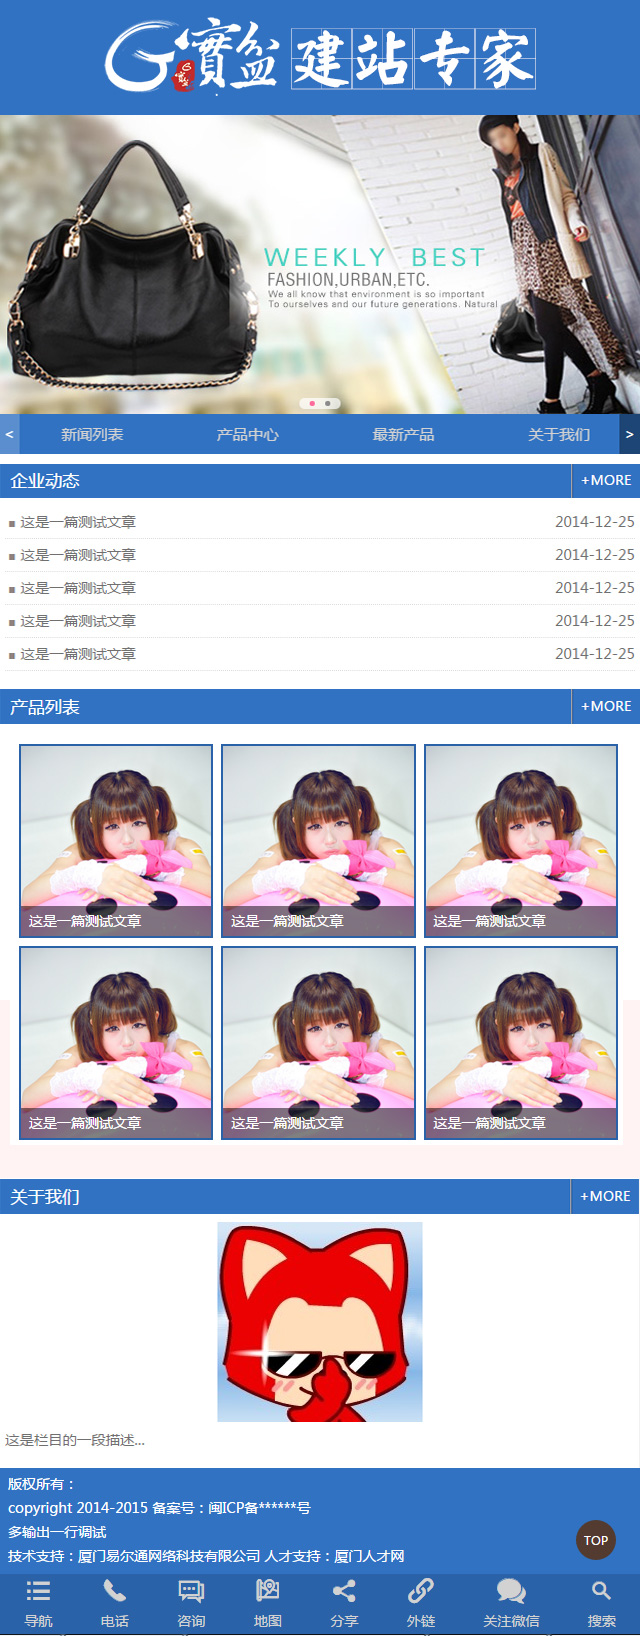 寶盆 建站专家
寶盆
WEEKLY BEST
FASHION,URBAN,ETC.
We all know that environment is so important
To ourselves and our future generations. Natural
< 新闻列表 产品中心 最新产品 关于我们 >
企业动态 +MORE
▪ 这是一篇测试文章 2014-12-25
▪ 这是一篇测试文章 2014-12-25
▪ 这是一篇测试文章 2014-12-25
▪ 这是一篇测试文章 2014-12-25
▪ 这是一篇测试文章 2014-12-25
产品列表 +MORE
这是一篇测试文章 这是一篇测试文章 这是一篇测试文章
这是一篇测试文章 这是一篇测试文章 这是一篇测试文章
关于我们 +MORE
这是栏目的一段描述...
版权所有：
copyright 2014-2015 备案号：闽ICP备******号
多输出一行调试
TOP
技术支持：厦门易尔通网络科技有限公司 人才支持：厦门人才网
导航 电话 咨询 地图 分享 外链 关注微信 搜索